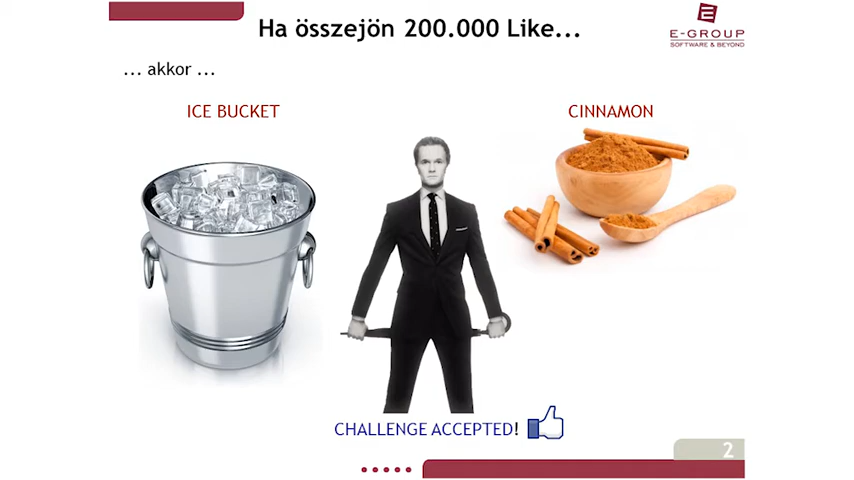 Ha összejön 200.000 Like...
E-GROUP
SOFTWARE & BEYOND
... akkor ...
ICE BUCKET
CINNAMON
CHALLENGE ACCEPTED!
2